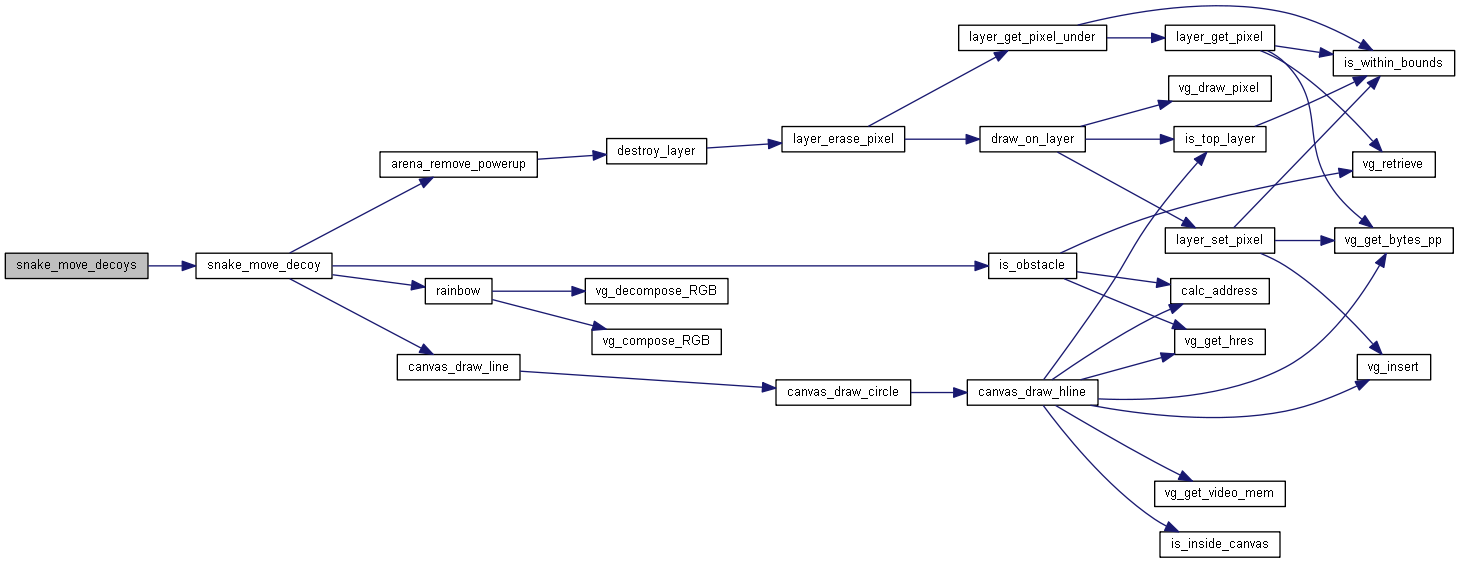 layer_get_pixel_under
layer_get_pixel
is_within_bounds
vg_draw_pixel
layer_erase_pixel
draw_on_layer
is_top_layer
destroy_layer
arena_remove_powerup
vg_retrieve
layer_set_pixel
vg_get_bytes_pp
snake_move_decoys
snake_move_decoy
is_obstacle
rainbow
vg_decompose_RGB
calc_address
vg_compose_RGB
vg_get_hres
canvas_draw_line
vg_insert
canvas_draw_circle
canvas_draw_hline
vg_get_video_mem
is_inside_canvas